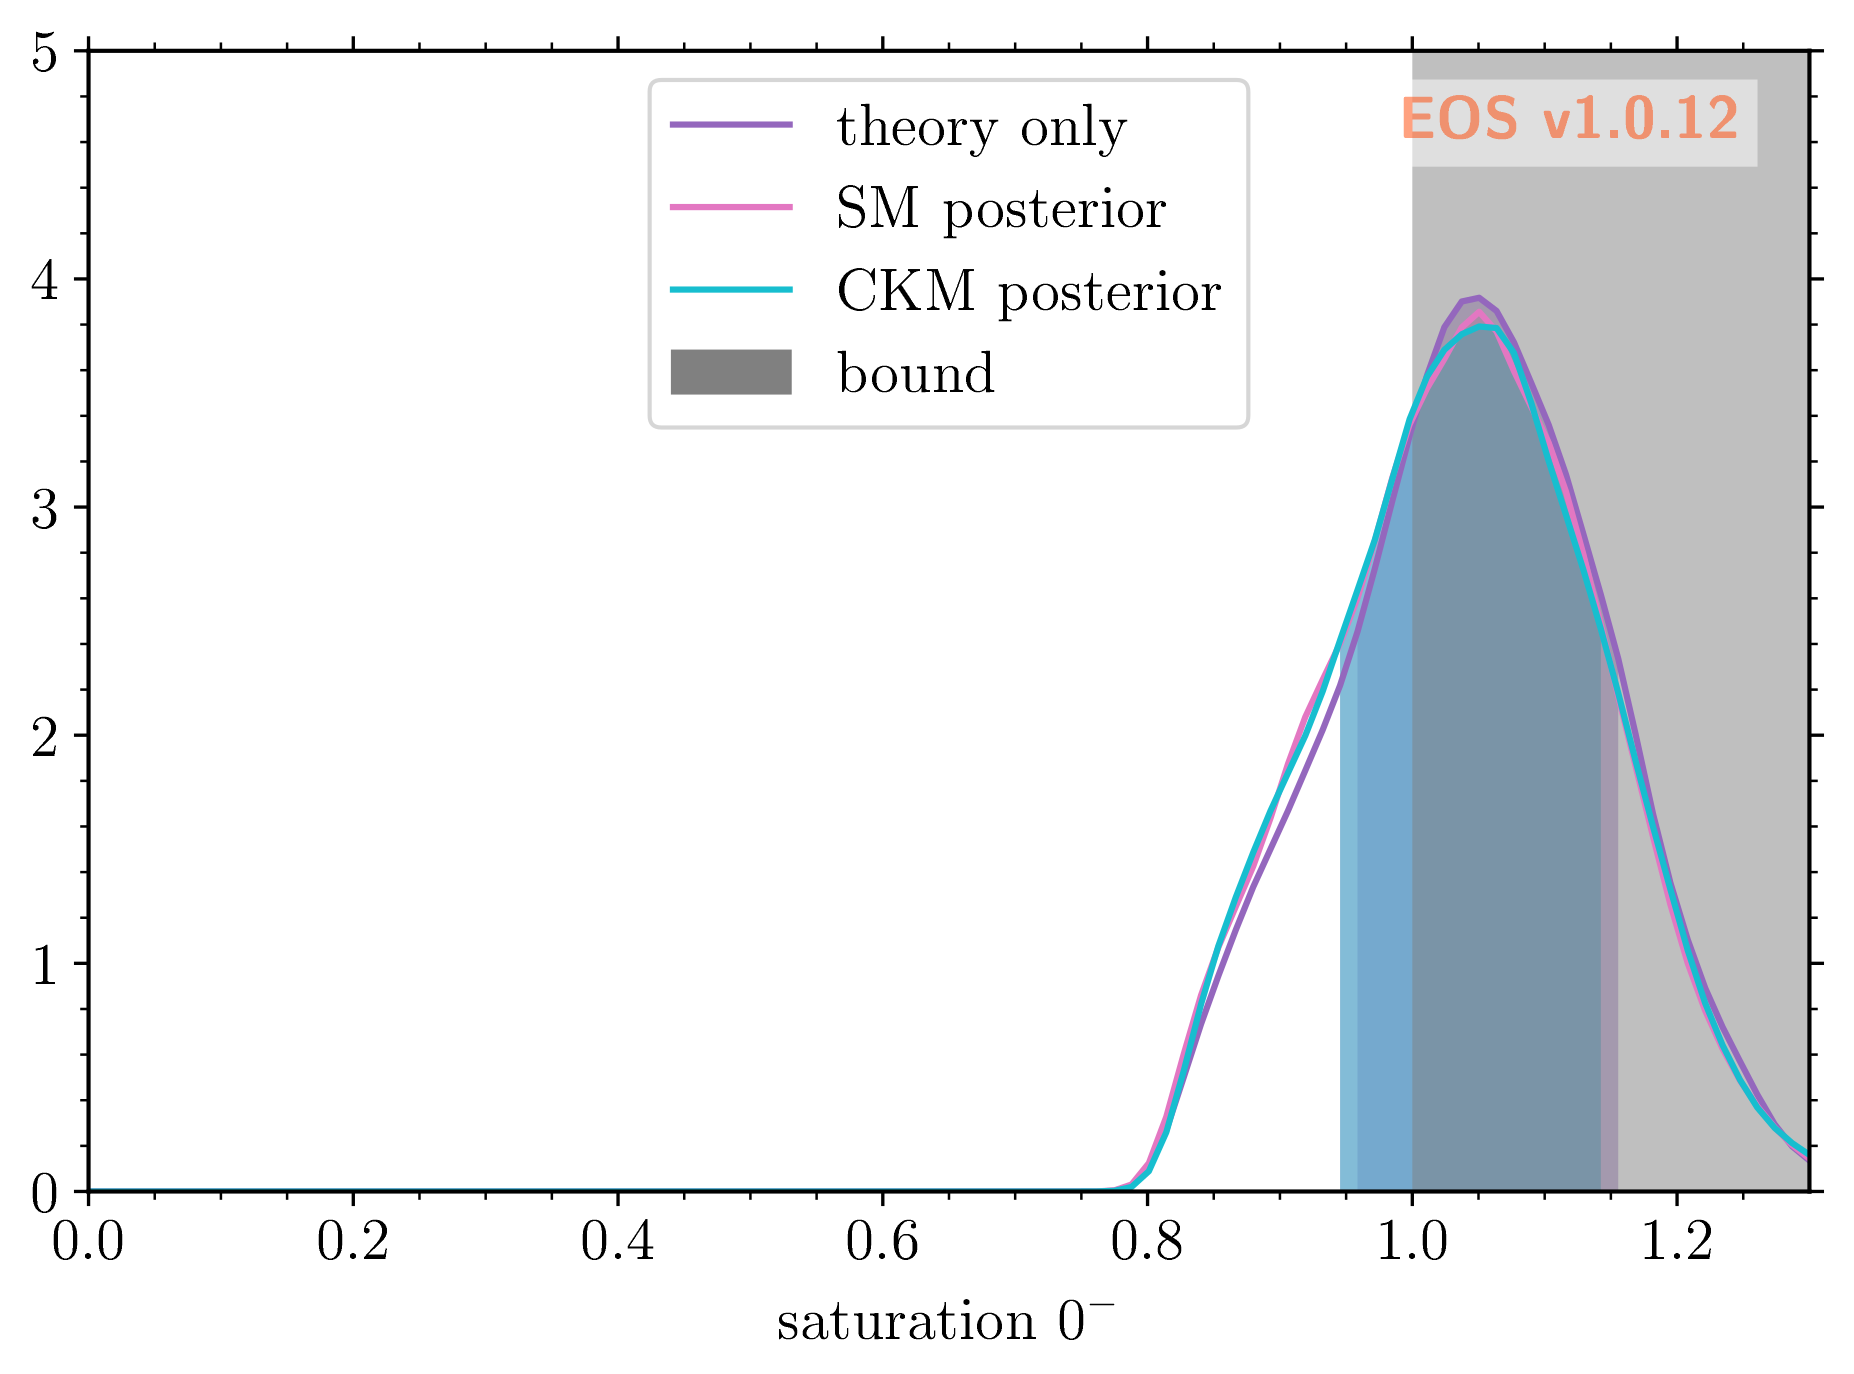 5
4
3
2
1
0
theory only
SM posterior
CKM posterior
bound
EOS v1.0.12
0.0 0.2 0.4 0.6 0.8 1.0 1.2
saturation 0⁻